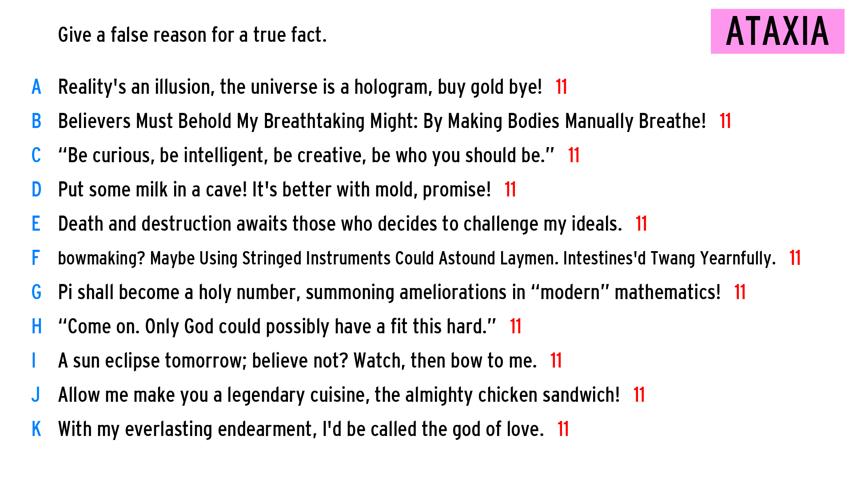 Give a false reason for a true fact.
ATAXIA
A Reality's an illusion, the universe is a hologram, buy gold bye! 11
B Believers Must Behold My Breathtaking Might: By Making Bodies Manually Breathe! 11
C “Be curious, be intelligent, be creative, be who you should be.” 11
D Put some milk in a cave! It's better with mold, promise! 11
E Death and destruction awaits those who decides to challenge my ideals. 11
F bowmaking? Maybe Using Stringed Instruments Could Astound Laymen. Intestines'd Twang Yearnfully. 11
G Pi shall become a holy number, summoning ameliorations in “modern” mathematics! 11
H “Come on. Only God could possibly have a fit this hard.” 11
I A sun eclipse tomorrow; believe not? Watch, then bow to me. 11
J Allow me make you a legendary cuisine, the almighty chicken sandwich! 11
K With my everlasting endearment, I'd be called the god of love. 11